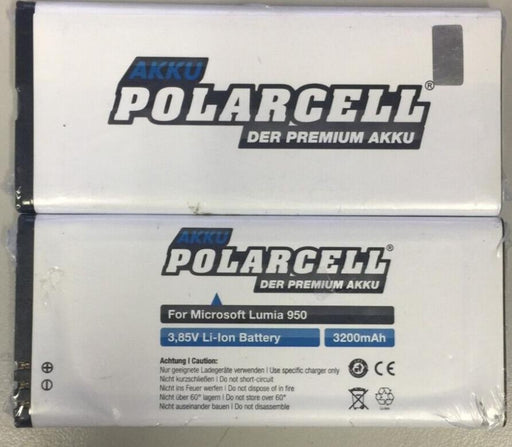 AKKU
POLARCELL®
DER PREMIUM AKKU
AKKU
POLARCELL®
DER PREMIUM AKKU
For Microsoft Lumia 950
3,85V Li-Ion Battery 3200mAh
Achtung | Caution:
Nur geeignete Ladegeräte verwenden | Use specific charger only
Nicht kurzschließen | Do not short-circuit
Nicht ins Feuer werfen | Do not dispose of in fire
Nicht über 60° lagern | Do not store over 60°
Nicht auseinander bauen | Do not disassemble
CE
Li-ion